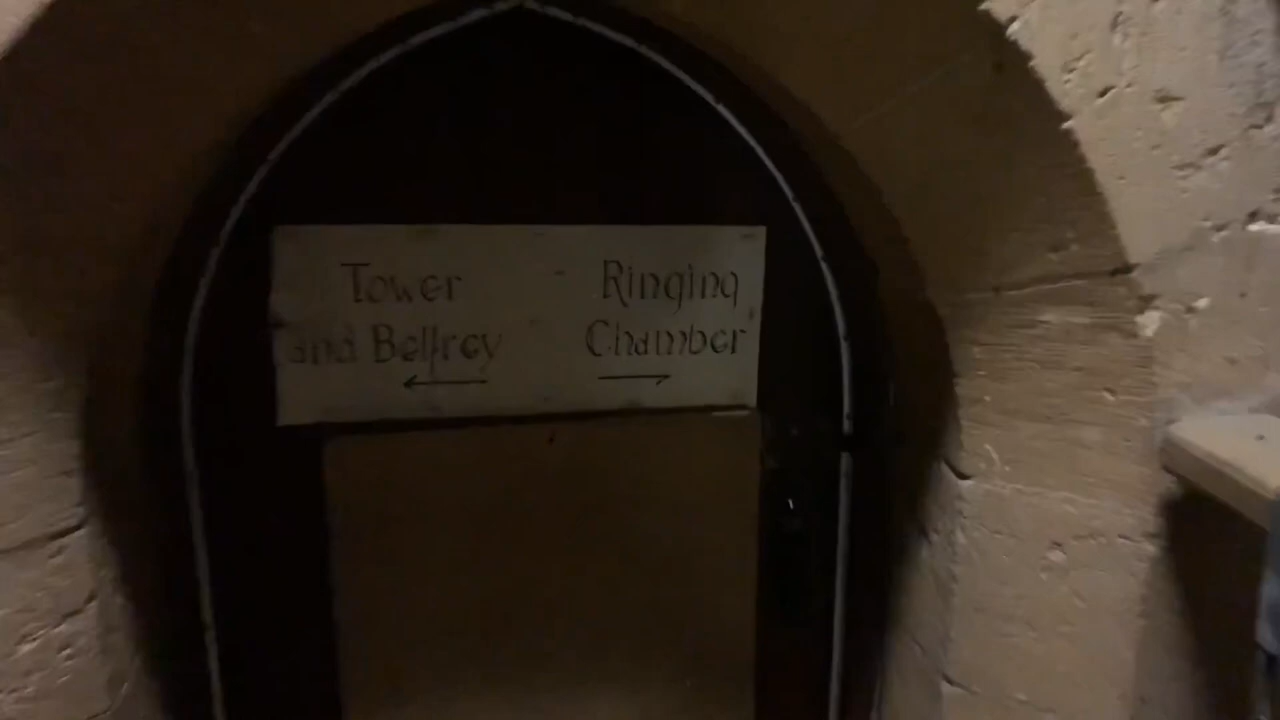 Tower
and Belfrey
←
Ringing
Chamber
→